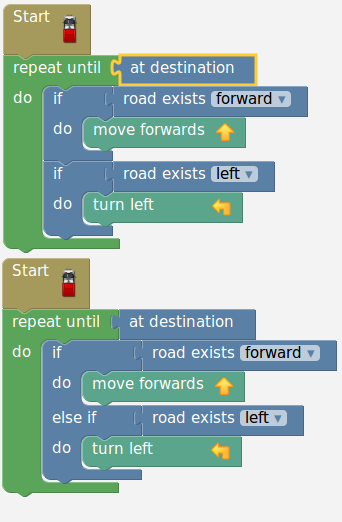 Start
repeat until at destination
do if road exists forward ▾
do move forwards
if road exists left ▾
do turn left
Start
repeat until at destination
do if road exists forward ▾
do move forwards
else if road exists left ▾
do turn left